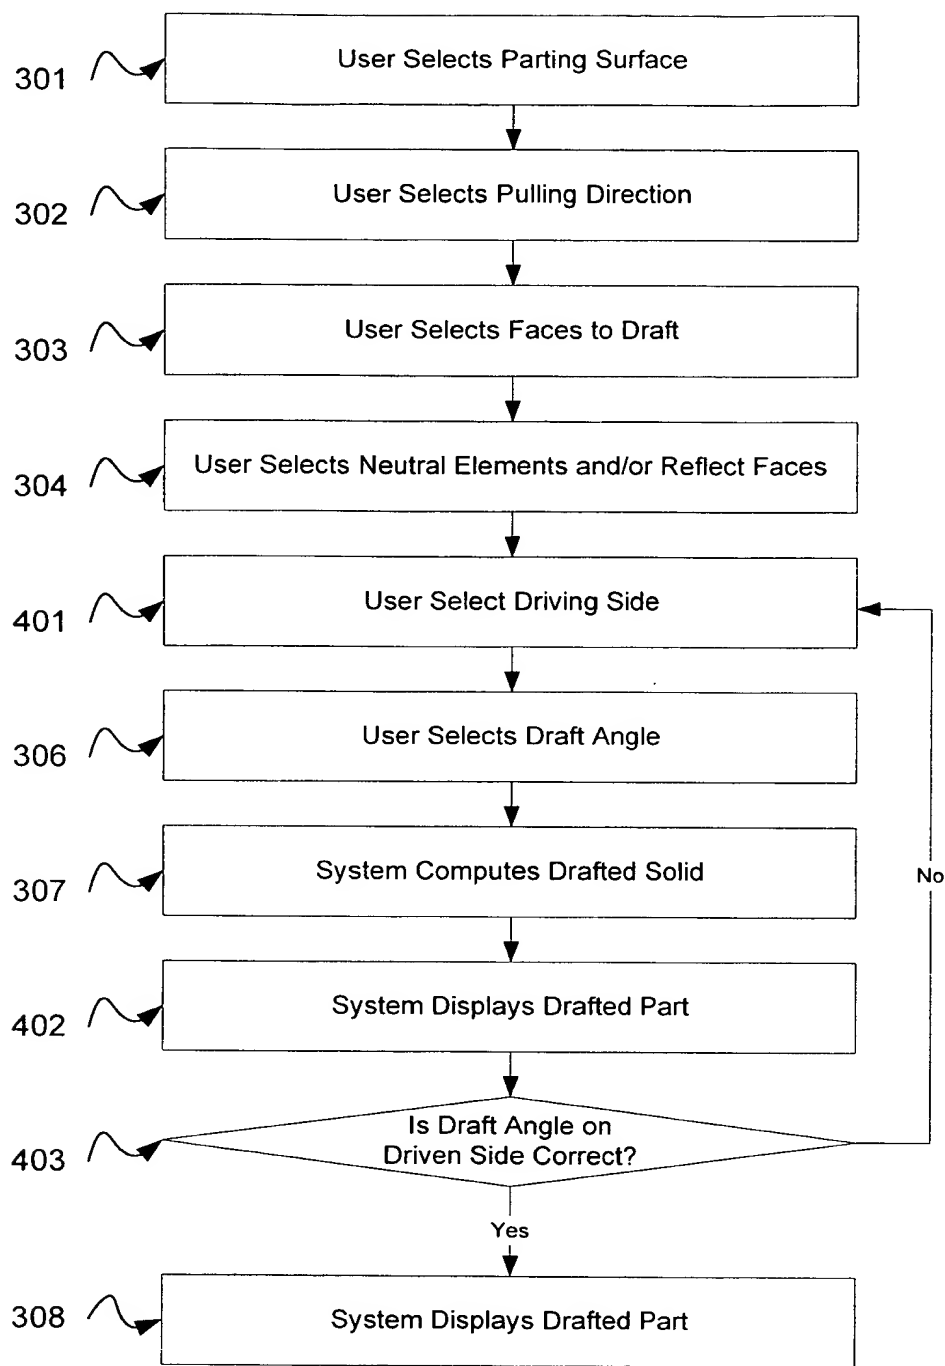 301
User Selects Parting Surface
302
User Selects Pulling Direction
303
User Selects Faces to Draft
304
User Selects Neutral Elements and/or Reflect Faces
401
User Select Driving Side
306
User Selects Draft Angle
307
System Computes Drafted Solid
No
402
System Displays Drafted Part
403
Is Draft Angle on
Driven Side Correct?
Yes
308
System Displays Drafted Part